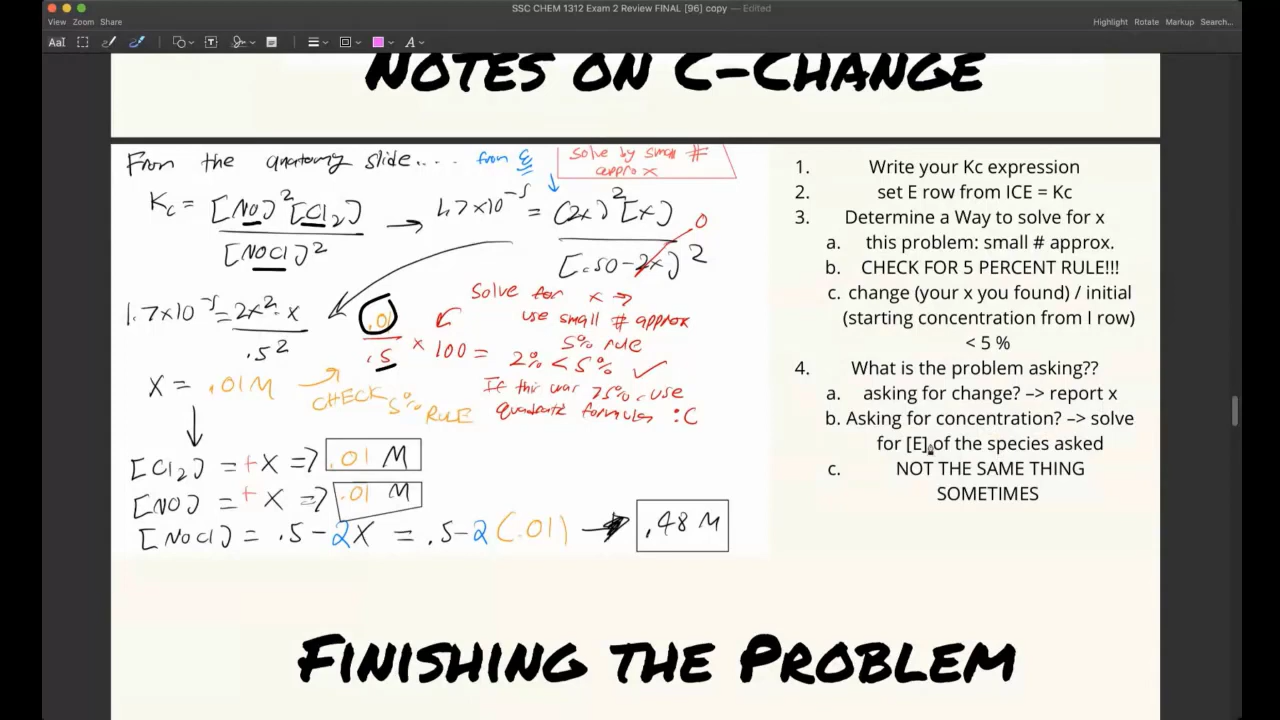 SSC CHEM 1312 Exam 2 Review FINAL [96] copy — Edited
View Zoom Share
Highlight Rotate Markup Search...
AaI
T
A
NOTES ON C-CHANGE
From the anatomy slide.... from E
solve by small #
approx
Kc = [NO]²[Cl₂] → 1.7x10⁻⁵ = (2x)²[x]
[NOCl]²
[.50-2x]²
0
1.7x10⁻⁵ = 2x²·x
.5²
.01
.5 × 100 = 2% < 5% ✓
Solve for x →
use small # approx
5% rule
If this was 75%, use
quadratic formulas :C
X = .01M → CHECK 5% RULE
[Cl₂] = +X => .01 M
[NO] = +X => .01 M
[NOCl] = .5-2X = .5-2(.01) → .48 M
1. Write your Kc expression
2. set E row from ICE = Kc
3. Determine a Way to solve for x
a. this problem: small # approx.
b. CHECK FOR 5 PERCENT RULE!!!
c. change (your x you found) / initial
(starting concentration from I row)
< 5 %
4. What is the problem asking??
a. asking for change? –> report x
b. Asking for concentration? –> solve
for [E] of the species asked
c. NOT THE SAME THING
SOMETIMES
FINISHING THE PROBLEM